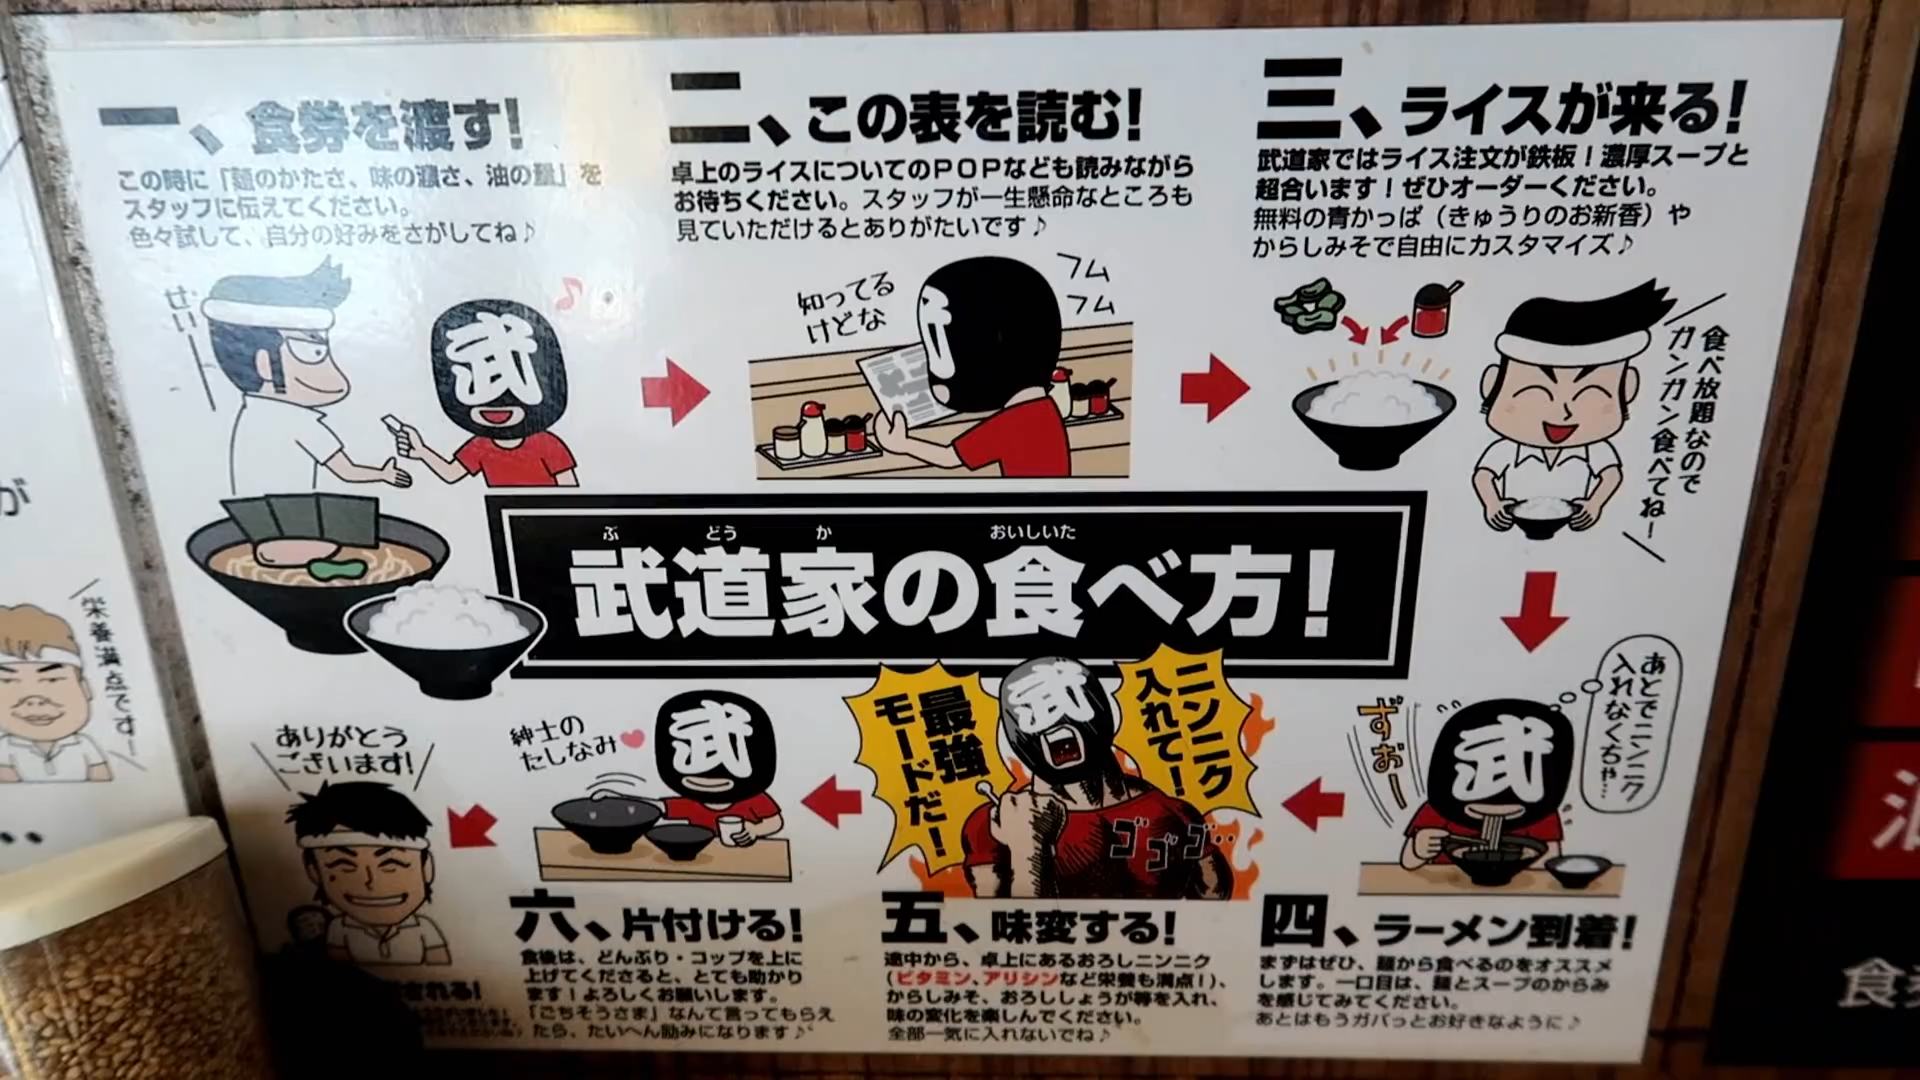 一、食券を渡す！
この時に「麺のかたさ、味の濃さ、油の量」を
スタッフに伝えてください。
色々試して、自分の好みをさがしてね♪
せい
二、この表を読む！
卓上のライスについてのＰＯＰなども読みながら
お待ちください。スタッフが一生懸命なところも
見ていただけるとありがたいです♪
知ってる
けどな
フム
フム
三、ライスが来る！
武道家ではライス注文が鉄板！濃厚スープと
超合います！ぜひオーダーください。
無料の青かっぱ（きゅうりのお新香）や
からしみそで自由にカスタマイズ♪
食べ放題なので
ガンガン食べてねー
武
ぶ どう か おいしいた
武道家の食べ方！
あとでニンニク
入れなくちゃ…
ずおー
武
四、ラーメン到着！
まずはぜひ、麺から食べるのをオススメ
します。一口目は、麺とスープのからみ
を感じてみてください。
あとはもうガバっとお好きなように♪
ニンニク
入れて！
最強
モードだ！
武
ゴゴゴ…
五、味変する！
途中から、卓上にあるおろしニンニク
（ビタミン、アリシンなど栄養も満点！）、
からしみそ、おろししょうが等を入れ、
味の変化を楽しんでください。
全部一気に入れないでね♪
紳士の
たしなみ
武
六、片付ける！
食後は、どんぶり・コップを上に
上げてくださると、とても助かり
ます！よろしくお願いします。
「ごちそうさま」なんて言ってもらえ
たら、たいへん励みになります♪
ありがとう
ございます！
される！
栄養満点です！
が
食